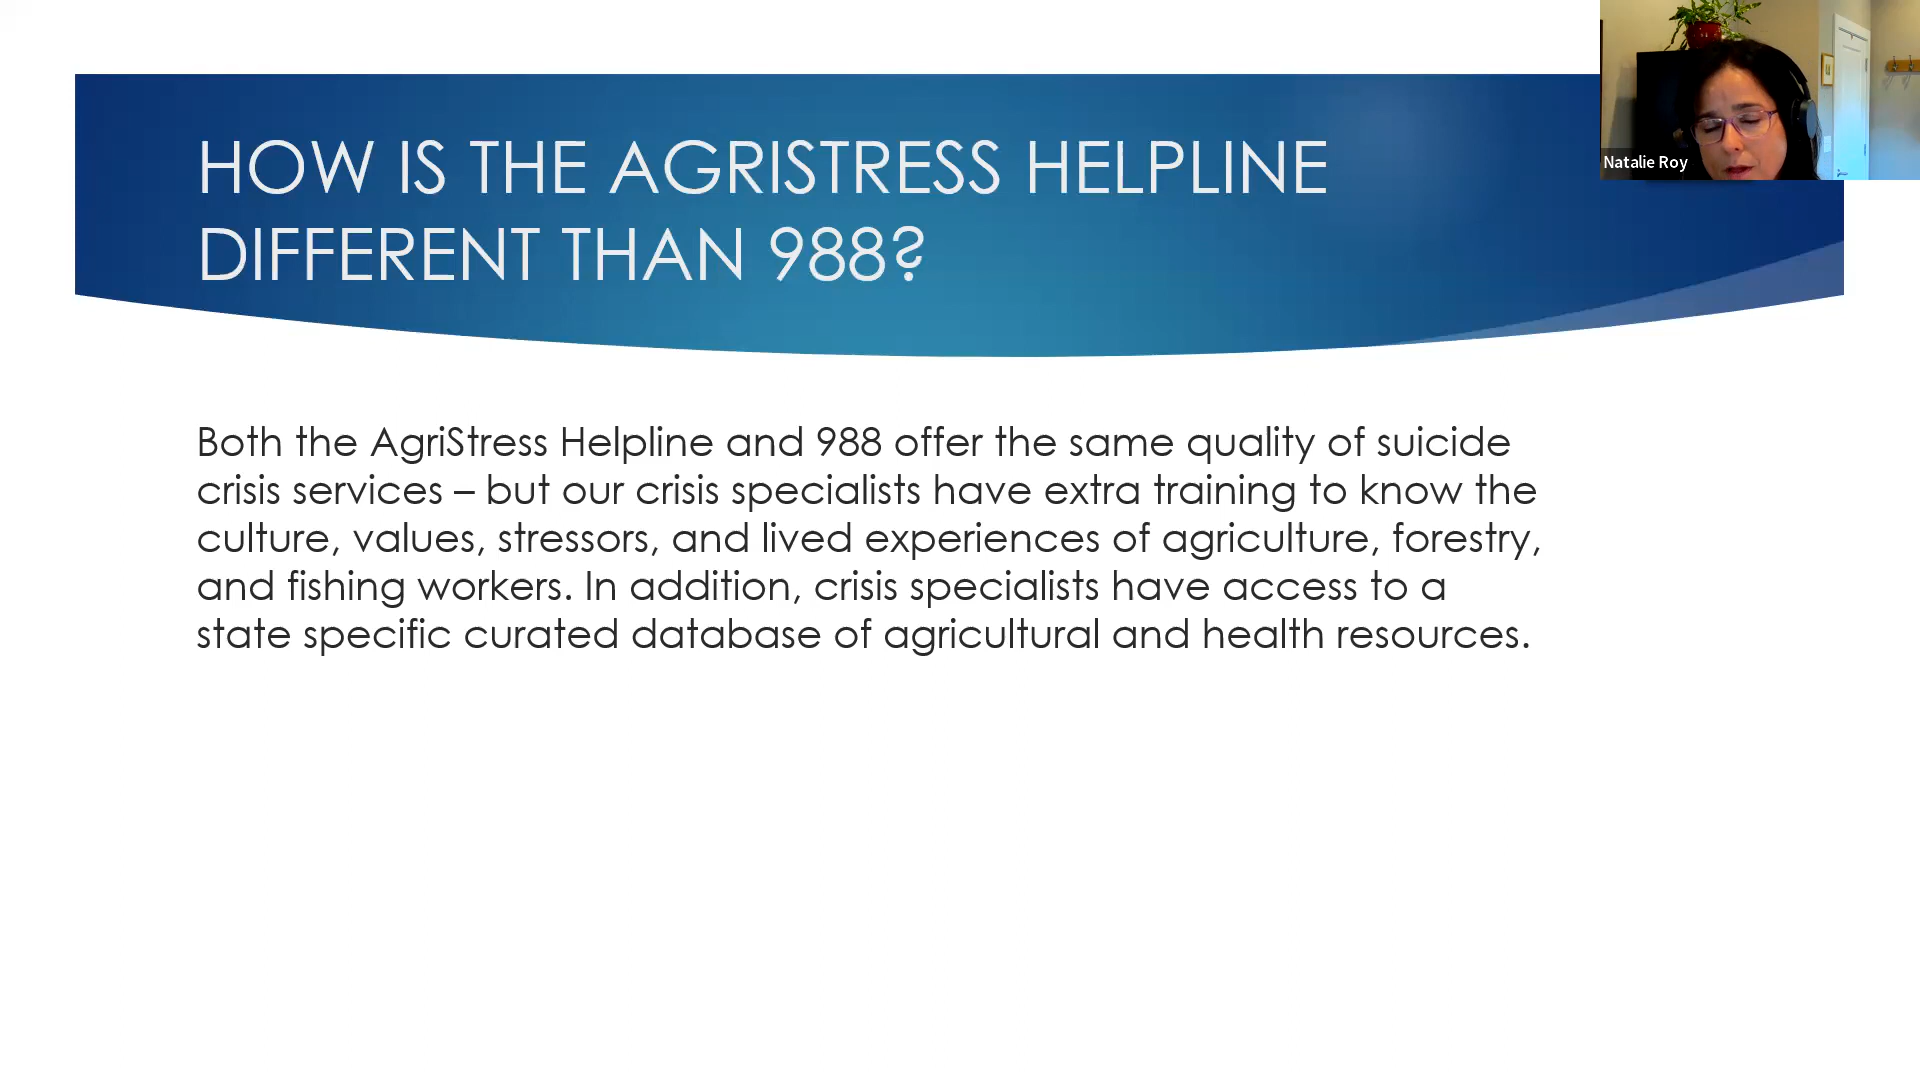 HOW IS THE AGRISTRESS HELPLINE
DIFFERENT THAN 988?
Natalie Roy
Both the AgriStress Helpline and 988 offer the same quality of suicide
crisis services – but our crisis specialists have extra training to know the
culture, values, stressors, and lived experiences of agriculture, forestry,
and fishing workers. In addition, crisis specialists have access to a
state specific curated database of agricultural and health resources.